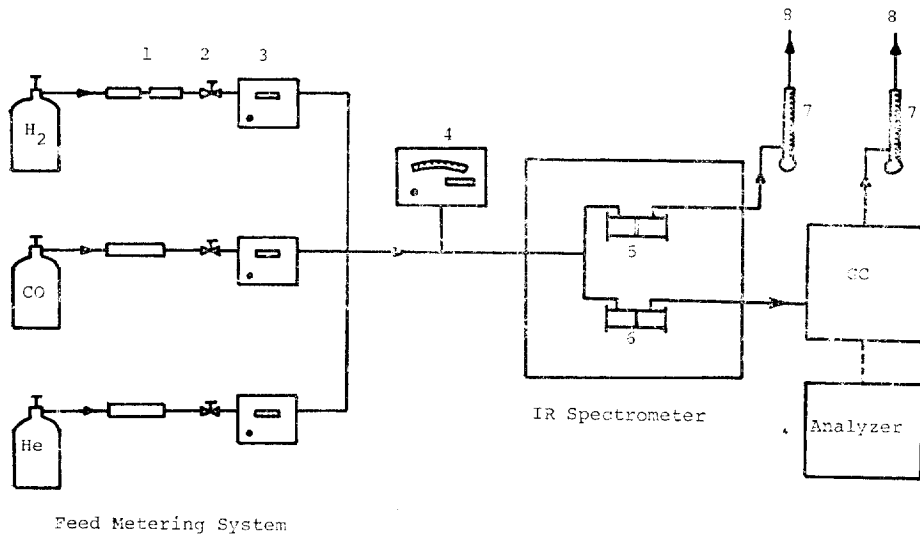 1 2 3
H2
4
8 8
7 7
CO
5
GC
6
IR Spectrometer
He
Analyzer
Feed Metering System